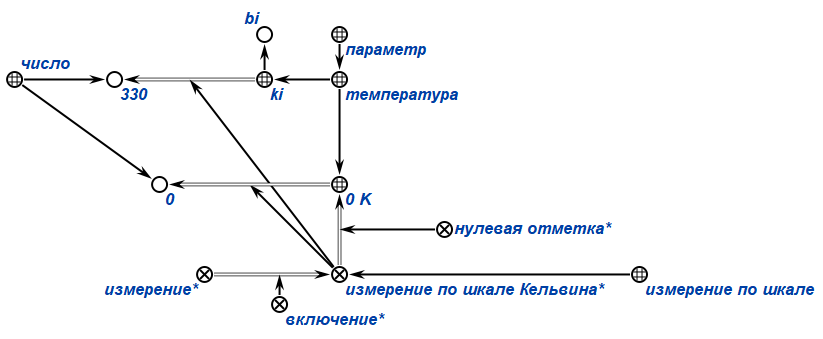 bi
параметр
число
330
ki
температура
0
0 K
нулевая отметка*
измерение*
измерение по шкале Кельвина*
измерение по шкале
включение*